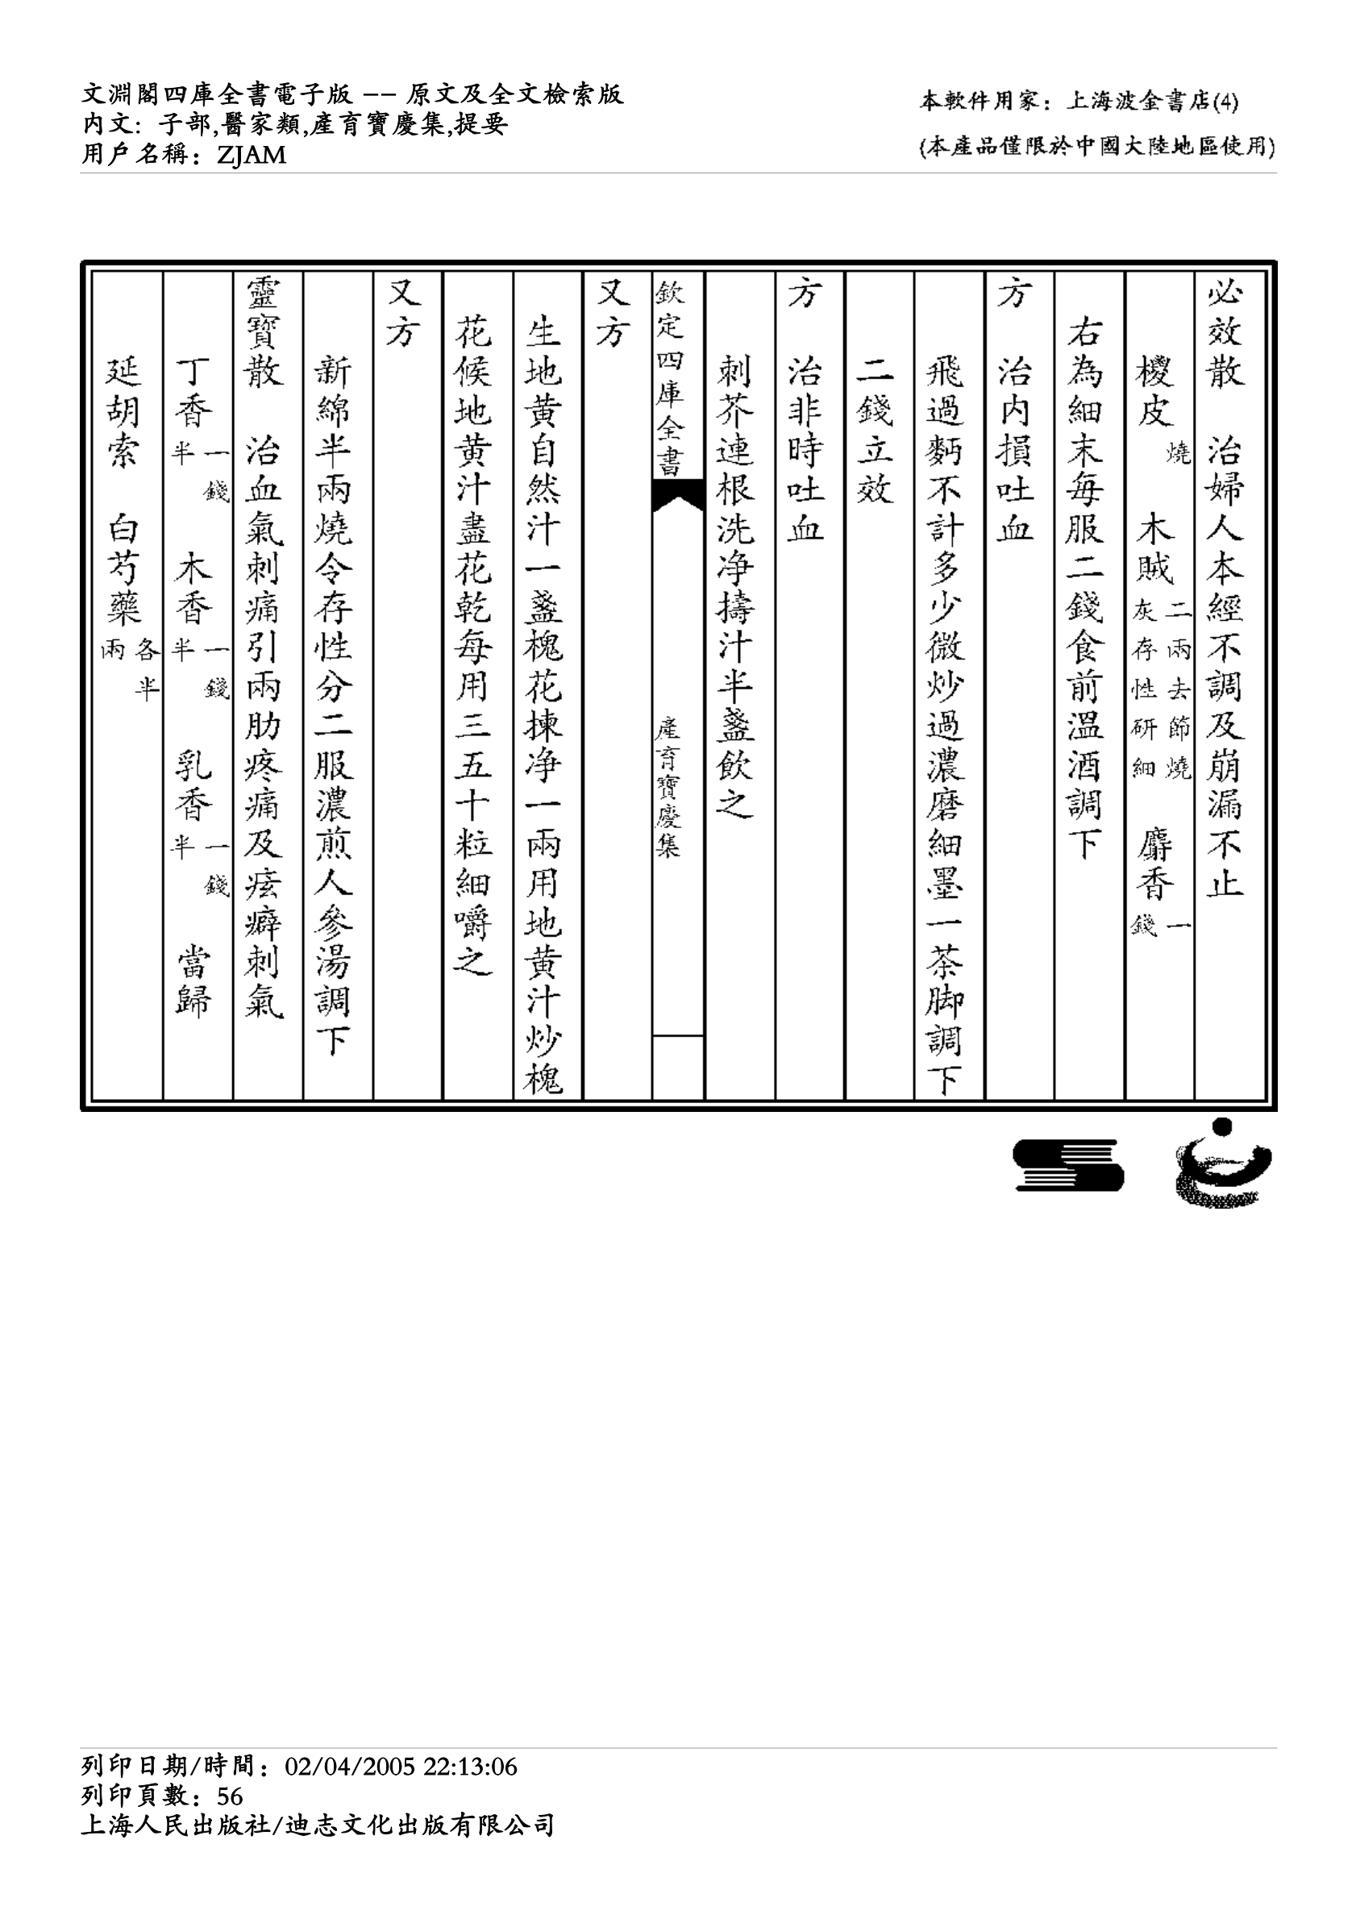 文淵閣四庫全書電子版 -- 原文及全文檢索版
内文: 子部,醫家類,產育寶慶集,提要
用戶名稱: ZJAM
本軟件用家: 上海波金書店(4)
(本產品僅限於中國大陸地區使用)
必效散 治婦人本經不調及崩漏不止
椶皮燒 木賊二兩去節燒灰存性研細 麝香一錢
右為細末每服二錢食前溫酒調下
方 治内損吐血
飛過麪不計多少微炒過濃磨細墨一茶脚調下
二錢立效
方 治非時吐血
刺芥連根洗净擣汁半盞飲之
欽定四庫全書 產育寶慶集
又方
生地黄自然汁一盞槐花揀净一兩用地黄汁炒槐
花候地黄汁盡花乾每用三五十粒細嚼之
又方
新綿半兩燒令存性分二服濃煎人參湯調下
靈寶散 治血氣刺痛引兩肋疼痛及痃癖刺氣
丁香一錢半 木香一錢半 乳香一錢半 當歸
延胡索 白芍藥各半兩
列印日期/時間: 02/04/2005 22:13:06
列印頁數: 56
上海人民出版社/迪志文化出版有限公司